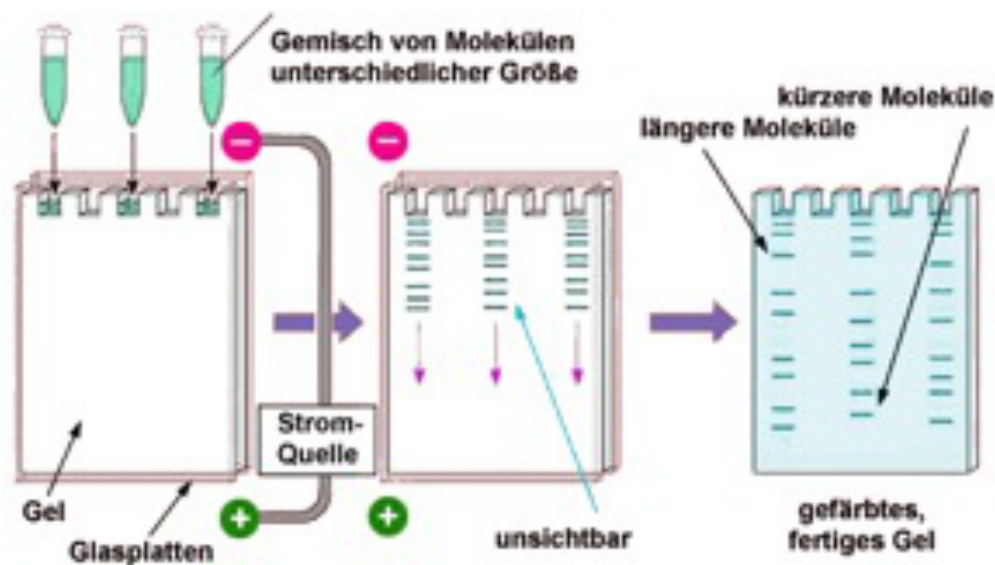 Gemisch von Molekülen
unterschiedlicher Größe
kürzere Moleküle
längere Moleküle
Strom-
Quelle
Gel
Glasplatten
unsichtbar
gefärbtes,
fertiges Gel